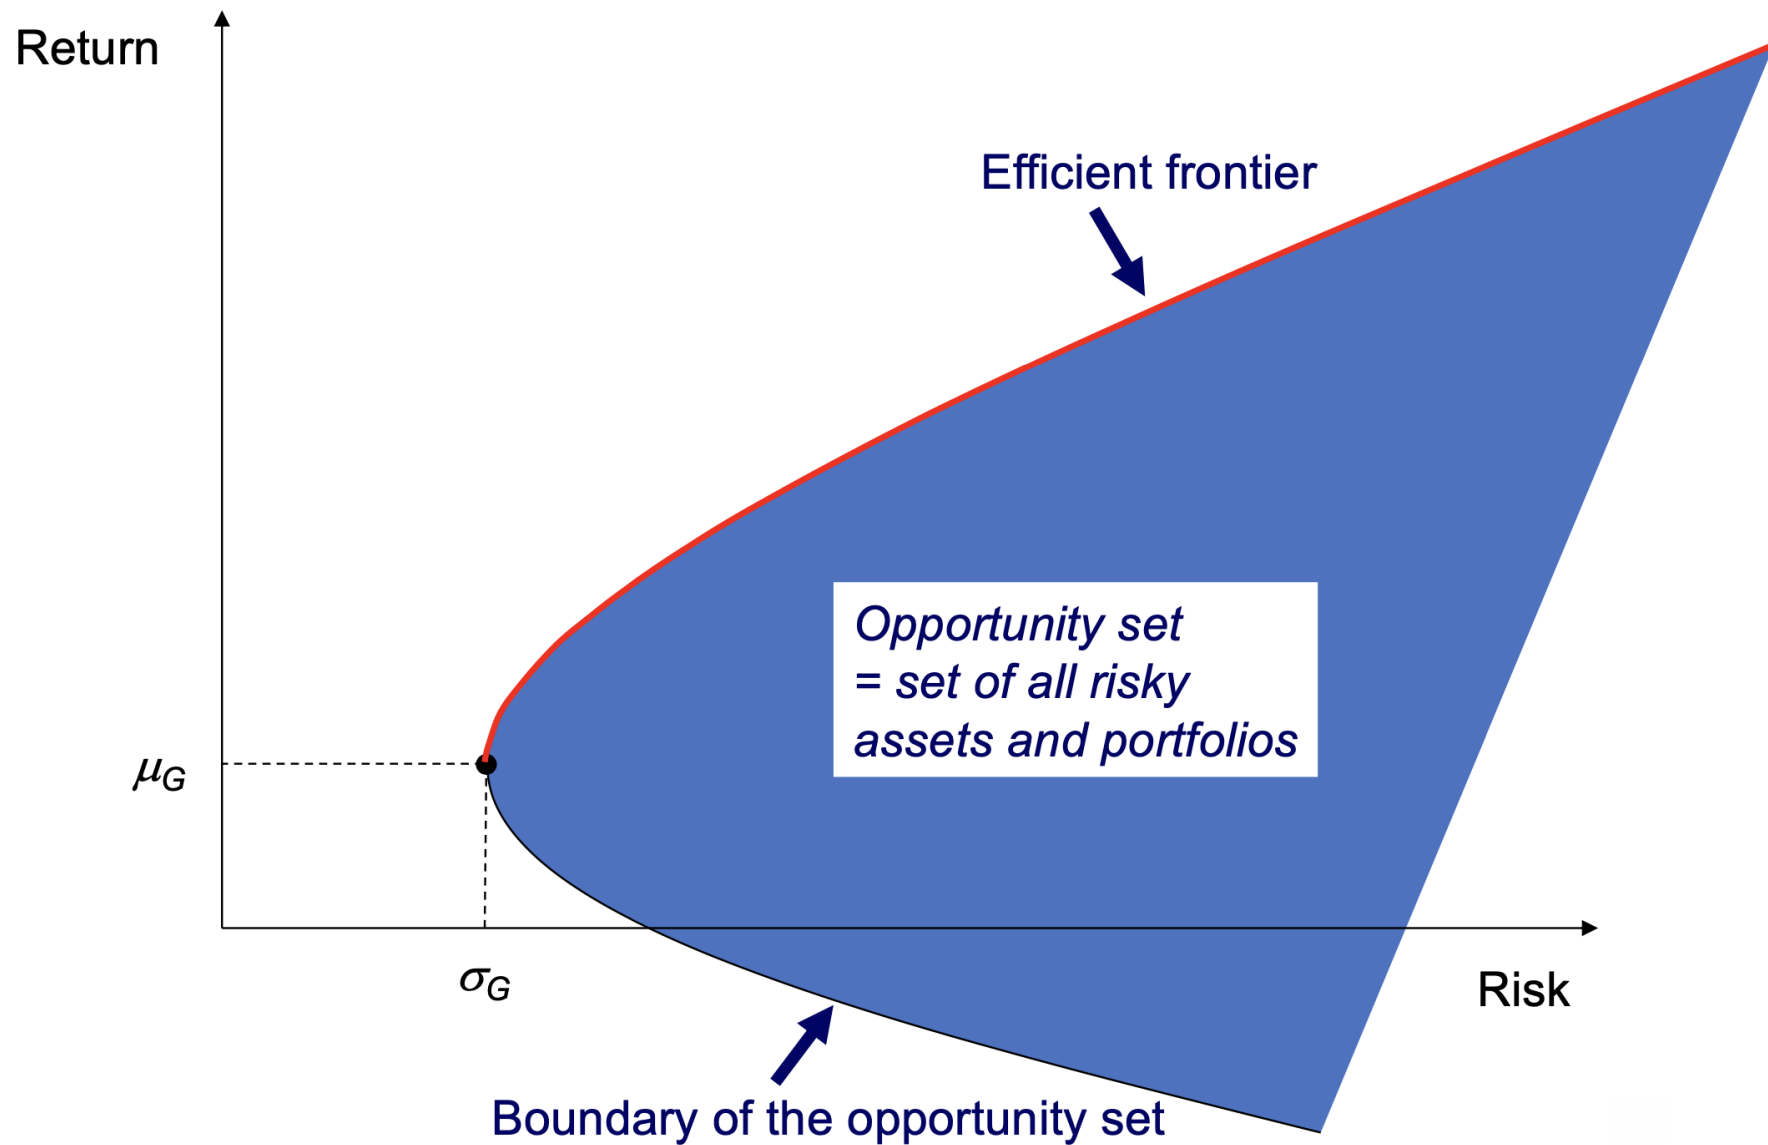 Return
Efficient frontier
Opportunity set
= set of all risky
assets and portfolios
μG
σG
Risk
Boundary of the opportunity set